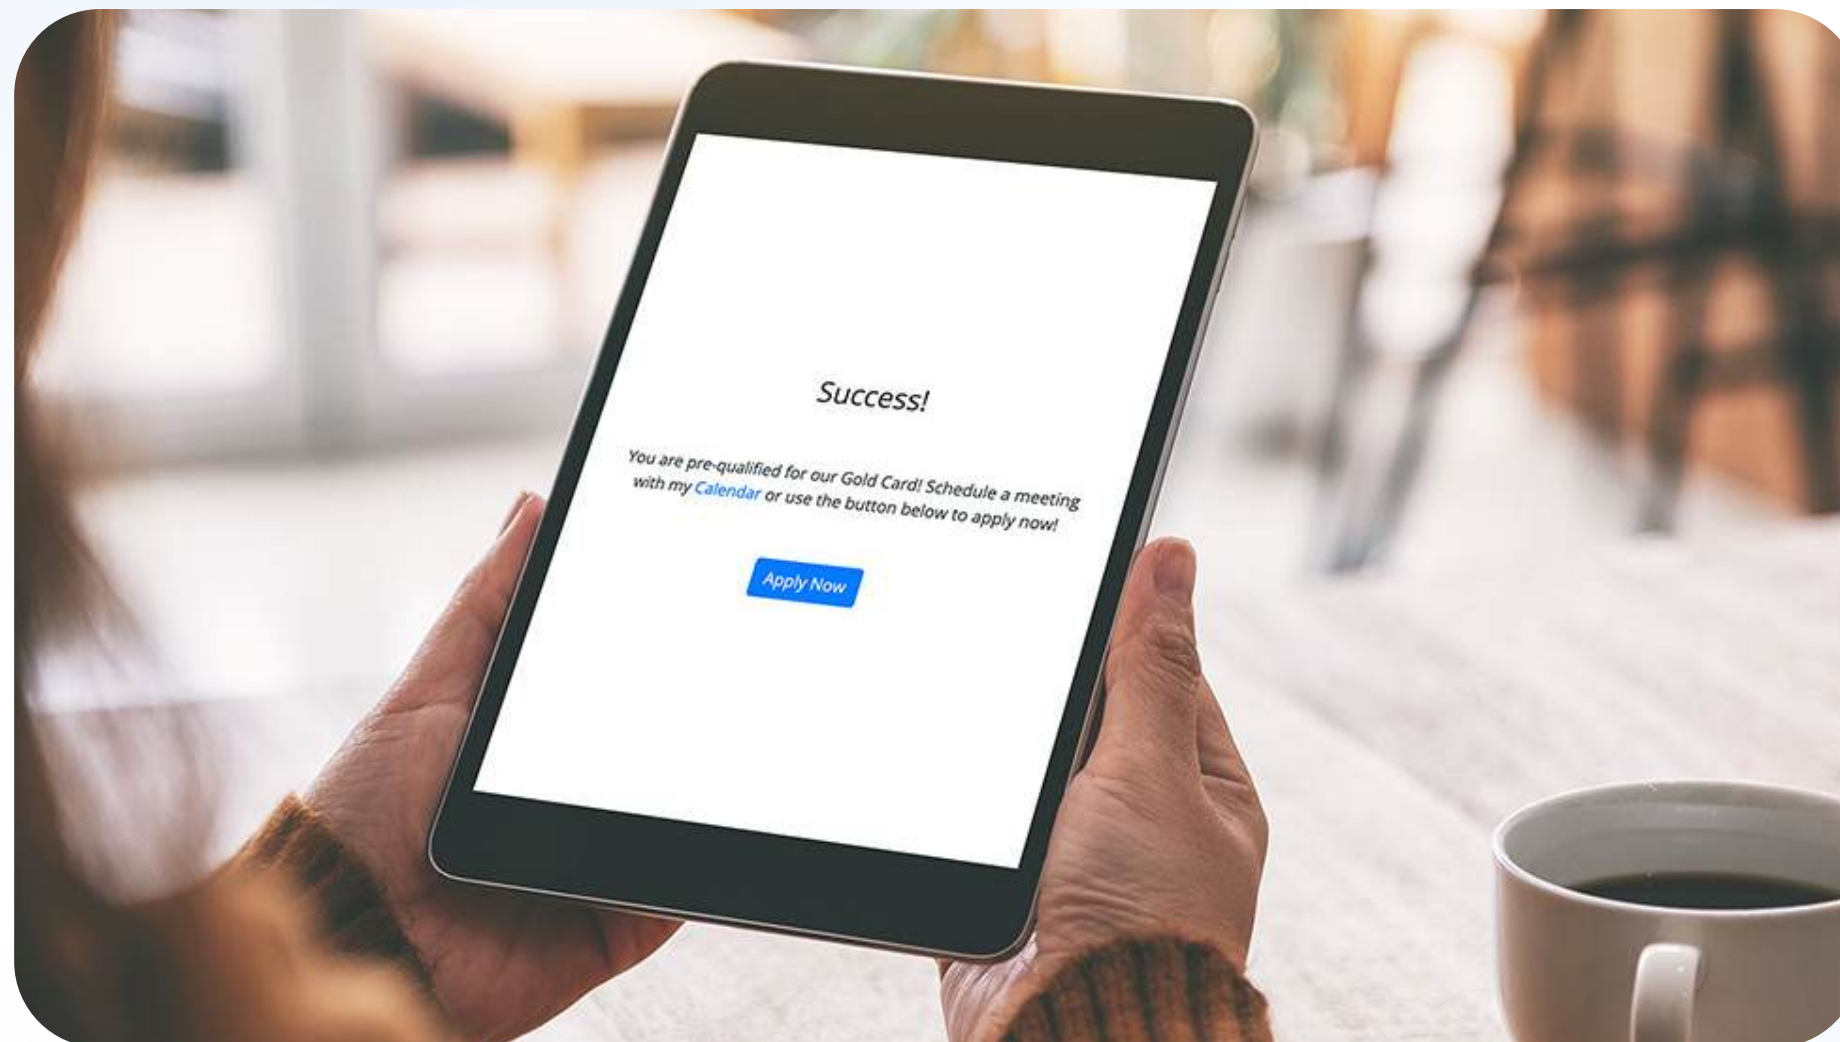 Success!
You are pre-qualified for our Gold Card! Schedule a meeting
with my Calendar or use the button below to apply now!
Apply Now